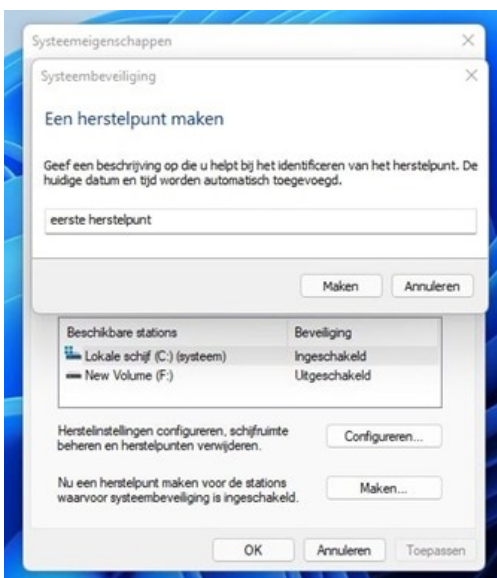 Systeemeigenschappen
Systeembeveiliging
Een herstelpunt maken
Geef een beschrijving op die u helpt bij het identificeren van het herstelpunt. De
huidige datum en tijd worden automatisch toegevoegd.
eerste herstelpunt
Maken Annuleren
Beschikbare stations Beveiliging
Lokale schijf (C:) (systeem) Ingeschakeld
New Volume (F:) Uitgeschakeld
Herstelinstellingen configureren, schijfruimte
beheren en herstelpunten verwijderen.
Configureren...
Nu een herstelpunt maken voor de stations
waarvoor systeembeveiliging is ingeschakeld.
Maken...
OK Annuleren Toepassen